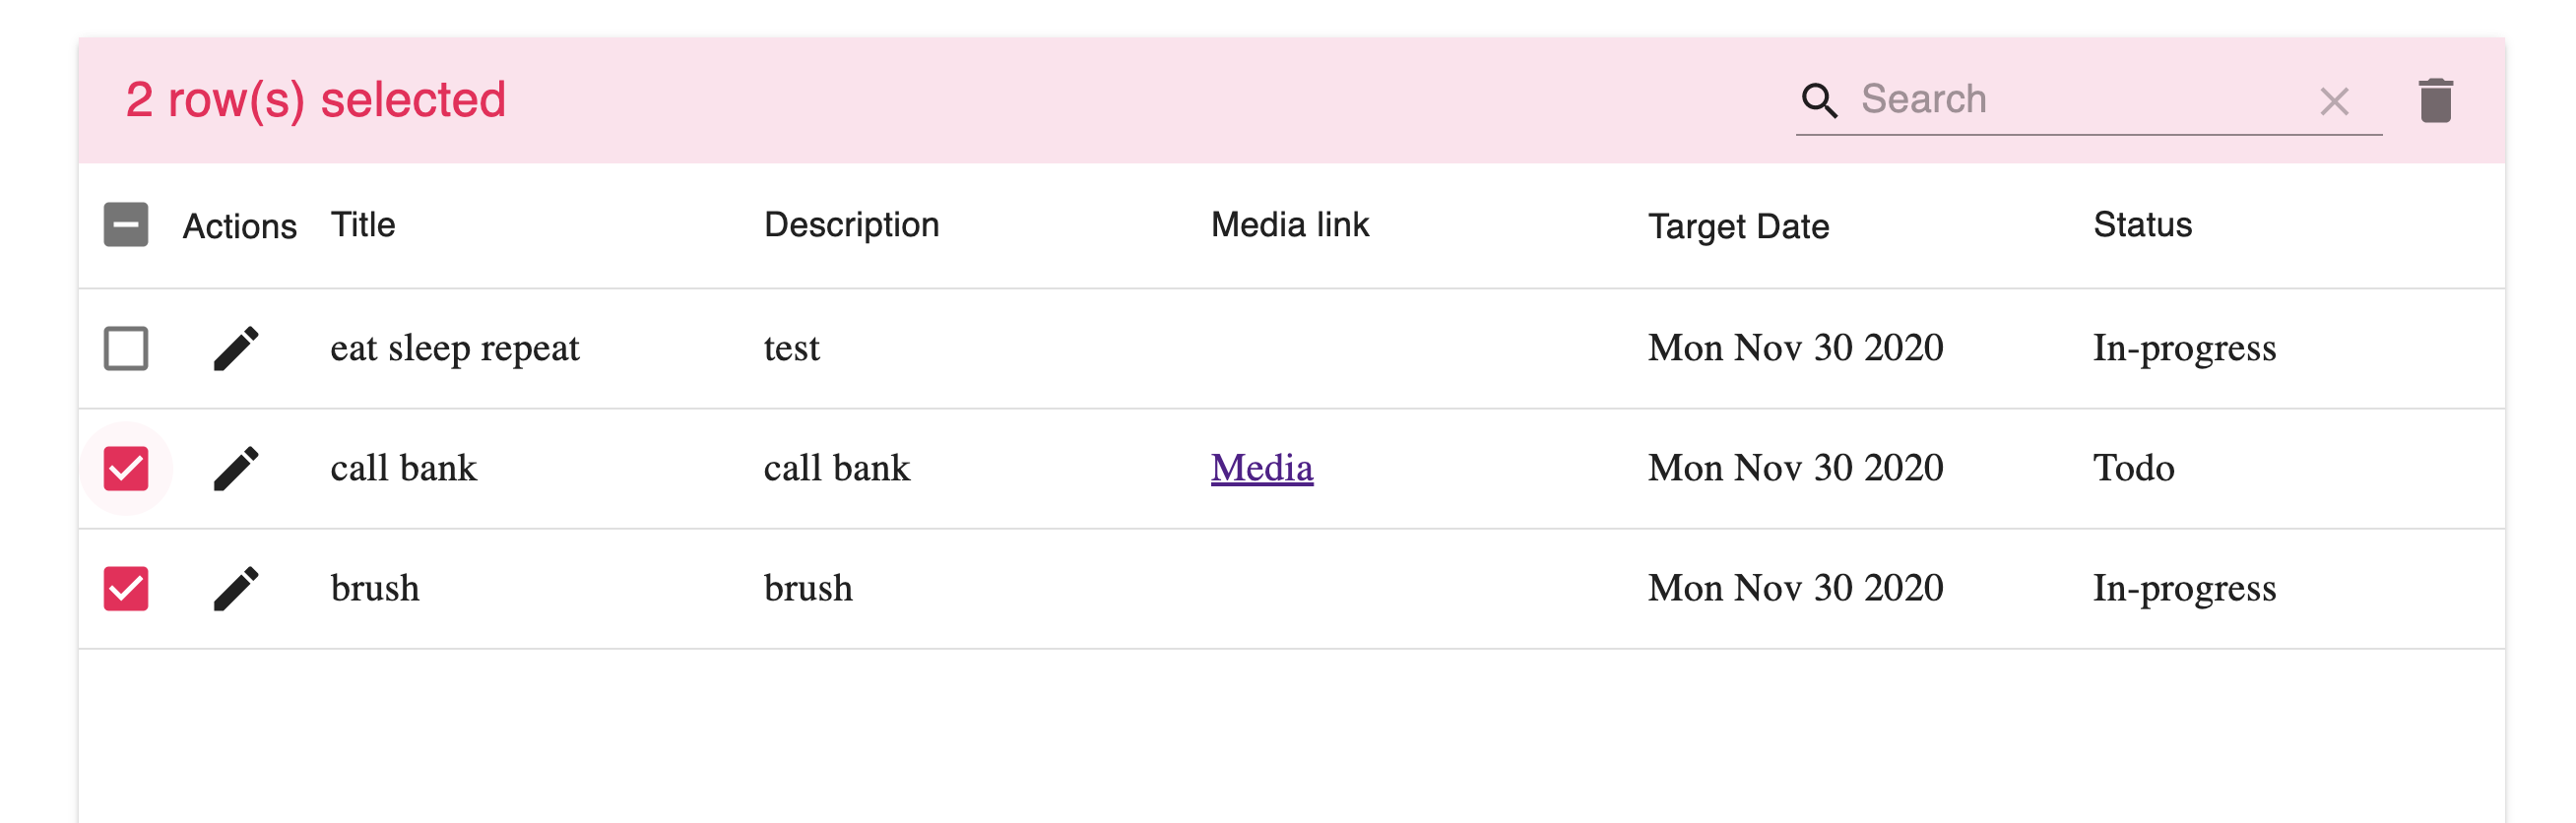 2 row(s) selected Search
Actions Title Description Media link Target Date Status
eat sleep repeat test Mon Nov 30 2020 In-progress
call bank call bank Media Mon Nov 30 2020 Todo
brush brush Mon Nov 30 2020 In-progress